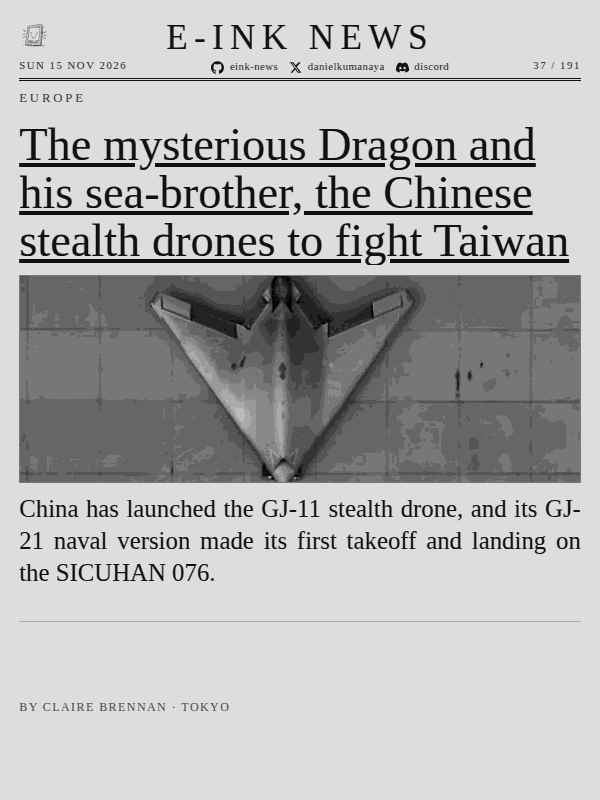 E-INK NEWS
SUN 15 NOV 2026
eink-news
danielkumanaya
discord
37 / 191
EUROPE
The mysterious Dragon and
his sea-brother, the Chinese
stealth drones to fight Taiwan
China has launched the GJ-11 stealth drone, and its GJ-
21 naval version made its first takeoff and landing on
the SICUHAN 076.
BY CLAIRE BRENNAN · TOKYO